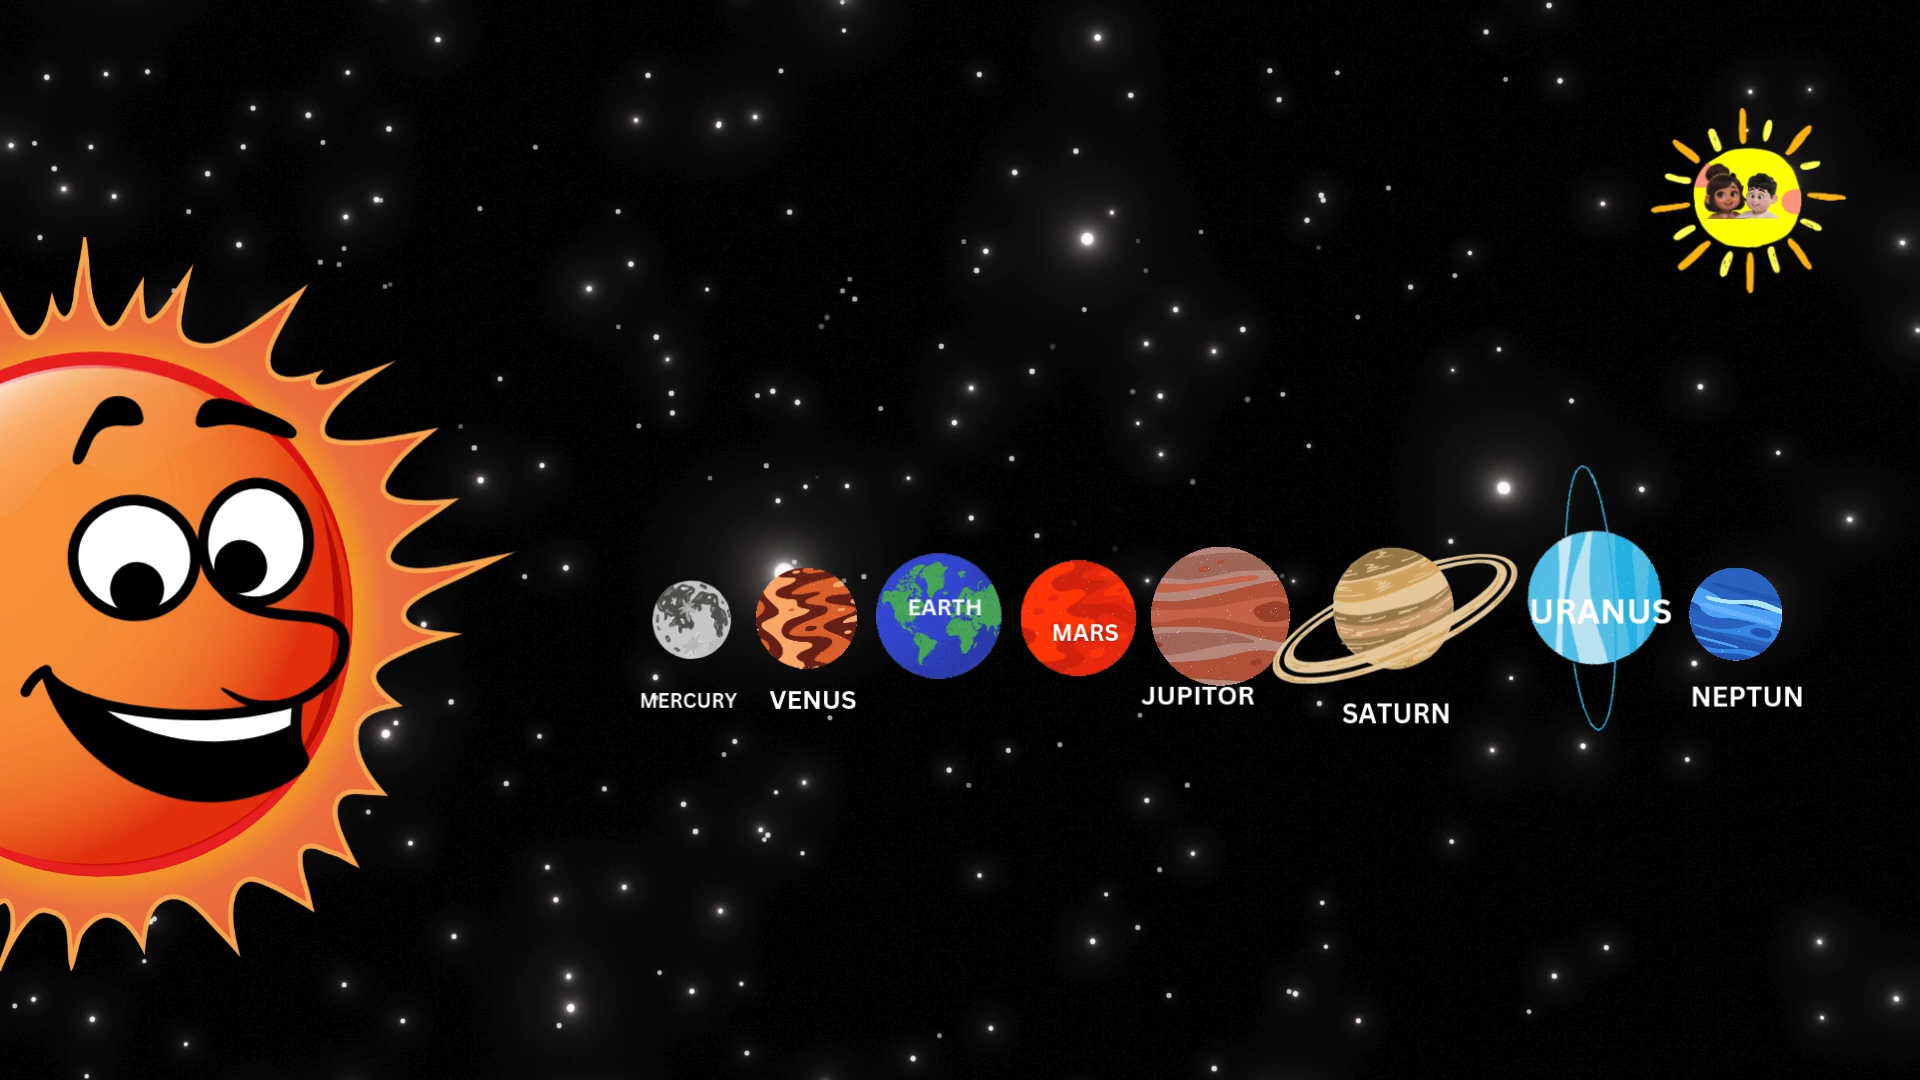 MERCURY
VENUS
EARTH
MARS
JUPITOR
SATURN
URANUS
NEPTUN